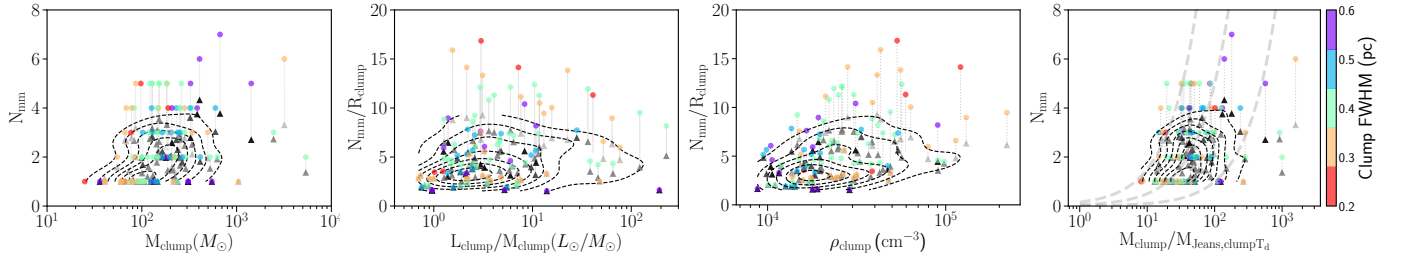 8
6
4
2
0
N_mm
10^1 10^2 10^3 10^4
M_clump(M_⊙)
20
15
10
5
0
N_mm/R_clump
10^0 10^1 10^2
L_clump/M_clump(L_⊙/M_⊙)
20
15
10
5
0
N_mm/R_clump
10^4 10^5
ρ_clump(cm^−3)
8
6
4
2
0
N_mm
10^0 10^1 10^2 10^3
M_clump/M_Jeans,clumpT_d
0.6
0.5
0.4
0.3
0.2
Clump FWHM (pc)